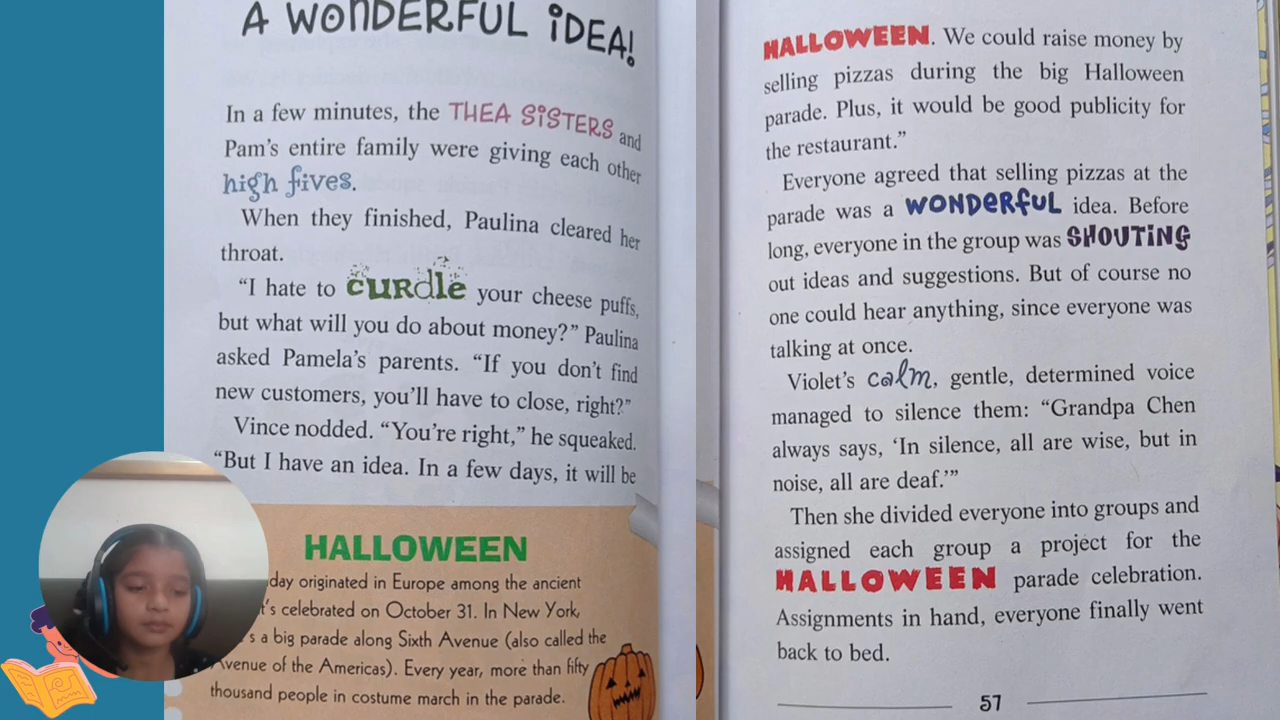 A WONDERFUL IDEA!
In a few minutes, the THEA SISTERS and
Pam's entire family were giving each other
high fives.
When they finished, Paulina cleared her
throat.
"I hate to CURdle your cheese puffs,
but what will you do about money?" Paulina
asked Pamela's parents. "If you don't find
new customers, you'll have to close, right?"
Vince nodded. "You're right," he squeaked.
"But I have an idea. In a few days, it will be
HALLOWEEN
day originated in Europe among the ancient
's celebrated on October 31. In New York,
's a big parade along Sixth Avenue (also called the
Avenue of the Americas). Every year, more than fifty
thousand people in costume march in the parade.
HALLOWEEN. We could raise money by
selling pizzas during the big Halloween
parade. Plus, it would be good publicity for
the restaurant."
Everyone agreed that selling pizzas at the
parade was a WONDERFUL idea. Before
long, everyone in the group was SHOUTING
out ideas and suggestions. But of course no
one could hear anything, since everyone was
talking at once.
Violet's calm, gentle, determined voice
managed to silence them: "Grandpa Chen
always says, 'In silence, all are wise, but in
noise, all are deaf.'"
Then she divided everyone into groups and
assigned each group a project for the
HALLOWEEN parade celebration.
Assignments in hand, everyone finally went
back to bed.
57